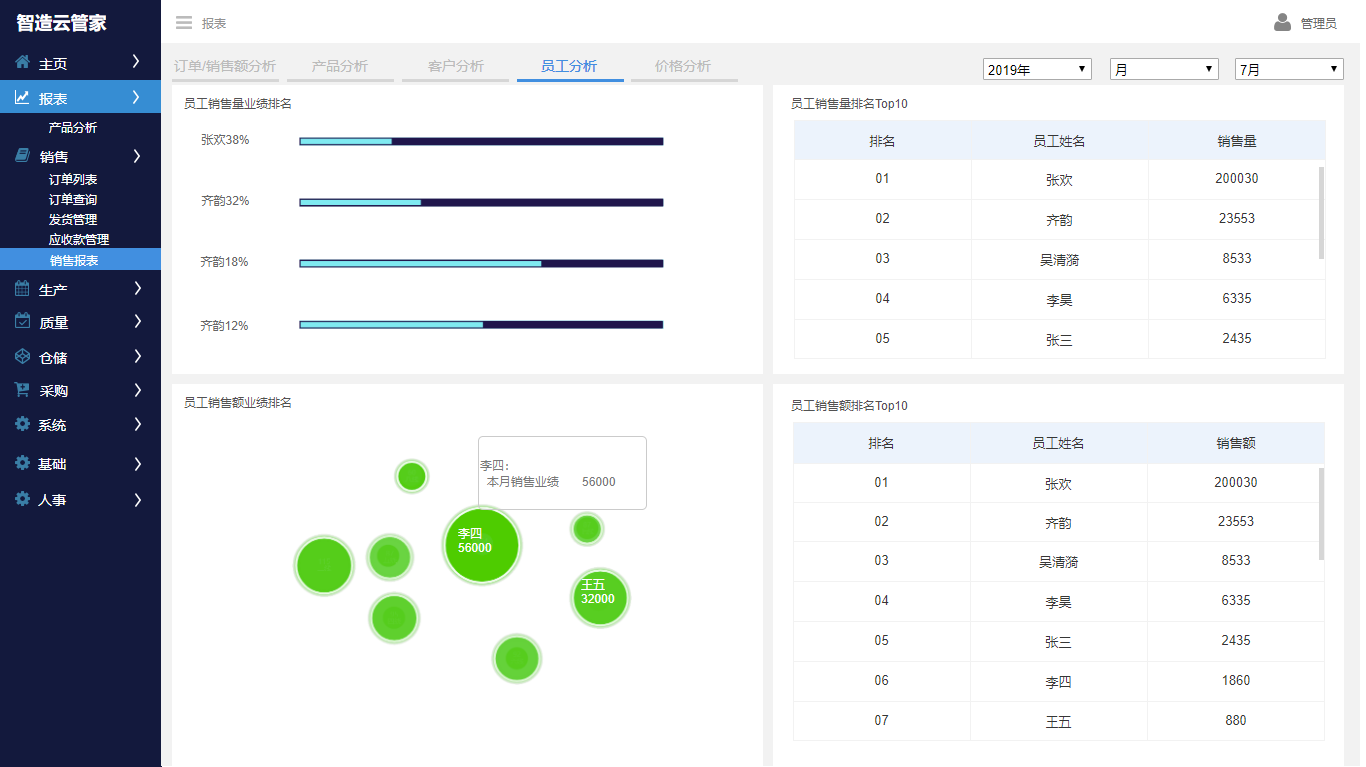 智造云管家
报表
管理员
主页
报表
产品分析
销售
订单列表
订单查询
发货管理
应收款管理
销售报表
生产
质量
仓储
采购
系统
基础
人事
订单/销售额分析 产品分析 客户分析 员工分析 价格分析
2019年 月 7月
员工销售量业绩排名
张欢38%
齐韵32%
齐韵18%
齐韵12%
员工销售量排名Top10
排名 员工姓名 销售量
01 张欢 200030
02 齐韵 23553
03 吴清漪 8533
04 李昊 6335
05 张三 2435
员工销售额业绩排名
李四：
本月销售业绩 56000
李四
56000
王五
32000
员工销售额排名Top10
排名 员工姓名 销售额
01 张欢 200030
02 齐韵 23553
03 吴清漪 8533
04 李昊 6335
05 张三 2435
06 李四 1860
07 王五 880